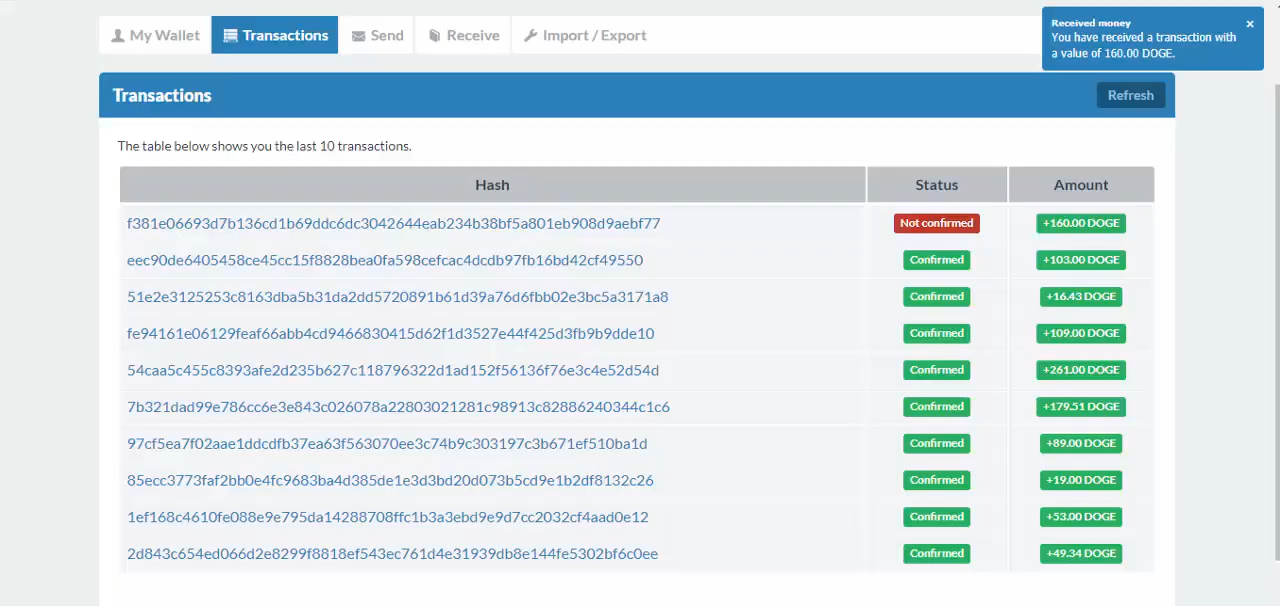 My Wallet Transactions Send Receive Import / Export
Received money
You have received a transaction with
a value of 160.00 DOGE.
Transactions Refresh
The table below shows you the last 10 transactions.
Hash Status Amount
f381e06693d7b136cd1b69ddc6dc3042644eab234b38bf5a801eb908d9aebf77 Not confirmed +160.00 DOGE
eec90de6405458ce45cc15f8828bea0fa598cefcac4dcdb97fb16bd42cf49550 Confirmed +103.00 DOGE
51e2e3125253c8163dba5b31da2dd5720891b61d39a76d6fbb02e3bc5a3171a8 Confirmed +16.43 DOGE
fe94161e06129feaf66abb4cd9466830415d62f1d3527e44f425d3fb9b9dde10 Confirmed +109.00 DOGE
54caa5c455c8393afe2d235b627c118796322d1ad152f56136f76e3c4e52d54d Confirmed +261.00 DOGE
7b321dad99e786cc6e3e843c026078a22803021281c98913c82886240344c1c6 Confirmed +179.51 DOGE
97cf5ea7f02aae1ddcdfb37ea63f563070ee3c74b9c303197c3b671ef510ba1d Confirmed +89.00 DOGE
85ecc3773faf2bb0e4fc9683ba4d385de1e3d3bd20d073b5cd9e1b2df8132c26 Confirmed +19.00 DOGE
1ef168c4610fe088e9e795da14288708ffc1b3a3ebd9e9d7cc2032cf4aad0e12 Confirmed +53.00 DOGE
2d843c654ed066d2e8299f8818ef543ec761d4e31939db8e144fe5302bf6c0ee Confirmed +49.34 DOGE